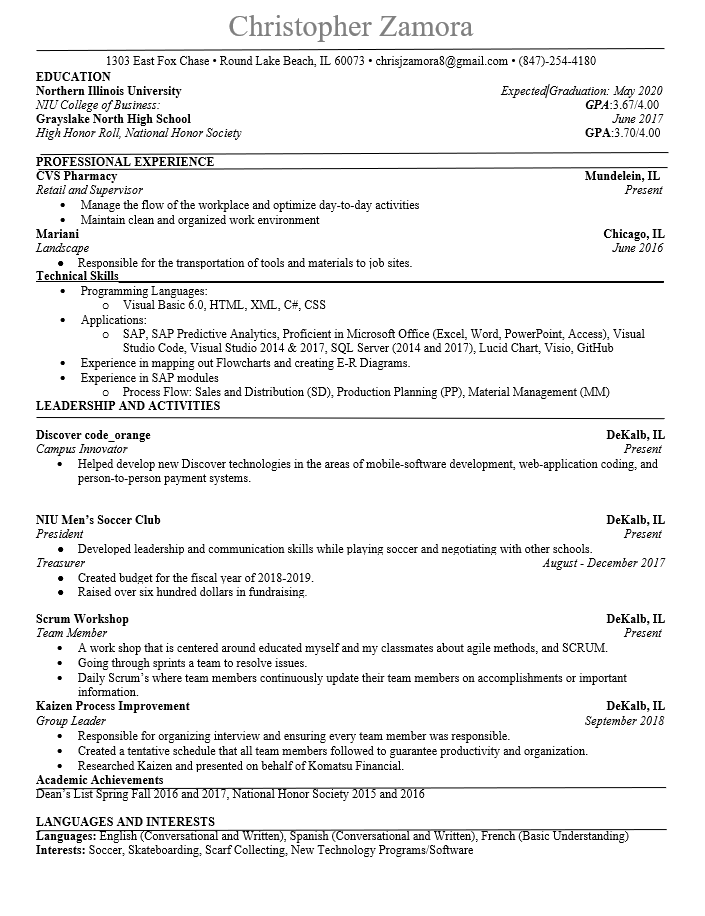 Christopher Zamora
1303 East Fox Chase • Round Lake Beach, IL 60073 • chrisjzamora8@gmail.com • (847)-254-4180
EDUCATION
Northern Illinois University Expected Graduation: May 2020
NIU College of Business: GPA:3.67/4.00
Grayslake North High School June 2017
High Honor Roll, National Honor Society GPA:3.70/4.00
PROFESSIONAL EXPERIENCE
CVS Pharmacy Mundelein, IL
Retail and Supervisor Present
• Manage the flow of the workplace and optimize day-to-day activities
• Maintain clean and organized work environment
Mariani Chicago, IL
Landscape June 2016
• Responsible for the transportation of tools and materials to job sites.
Technical Skills
• Programming Languages:
o Visual Basic 6.0, HTML, XML, C#, CSS
• Applications:
o SAP, SAP Predictive Analytics, Proficient in Microsoft Office (Excel, Word, PowerPoint, Access), Visual
Studio Code, Visual Studio 2014 & 2017, SQL Server (2014 and 2017), Lucid Chart, Visio, GitHub
• Experience in mapping out Flowcharts and creating E-R Diagrams.
• Experience in SAP modules
o Process Flow: Sales and Distribution (SD), Production Planning (PP), Material Management (MM)
LEADERSHIP AND ACTIVITIES
Discover code_orange DeKalb, IL
Campus Innovator Present
• Helped develop new Discover technologies in the areas of mobile-software development, web-application coding, and
person-to-person payment systems.
NIU Men's Soccer Club DeKalb, IL
President Present
• Developed leadership and communication skills while playing soccer and negotiating with other schools.
Treasurer August - December 2017
• Created budget for the fiscal year of 2018-2019.
• Raised over six hundred dollars in fundraising.
Scrum Workshop DeKalb, IL
Team Member Present
• A work shop that is centered around educated myself and my classmates about agile methods, and SCRUM.
• Going through sprints a team to resolve issues.
• Daily Scrum's where team members continuously update their team members on accomplishments or important
information.
Kaizen Process Improvement DeKalb, IL
Group Leader September 2018
• Responsible for organizing interview and ensuring every team member was responsible.
• Created a tentative schedule that all team members followed to guarantee productivity and organization.
• Researched Kaizen and presented on behalf of Komatsu Financial.
Academic Achievements
Dean's List Spring Fall 2016 and 2017, National Honor Society 2015 and 2016
LANGUAGES AND INTERESTS
Languages: English (Conversational and Written), Spanish (Conversational and Written), French (Basic Understanding)
Interests: Soccer, Skateboarding, Scarf Collecting, New Technology Programs/Software